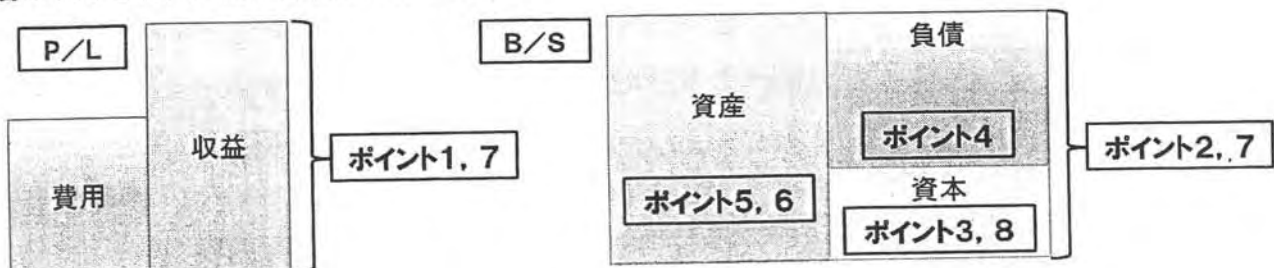 P/L
費用
収益
ポイント1, 7
B/S
資産
ポイント5, 6
負債
ポイント4
資本
ポイント3, 8
ポイント2, 7